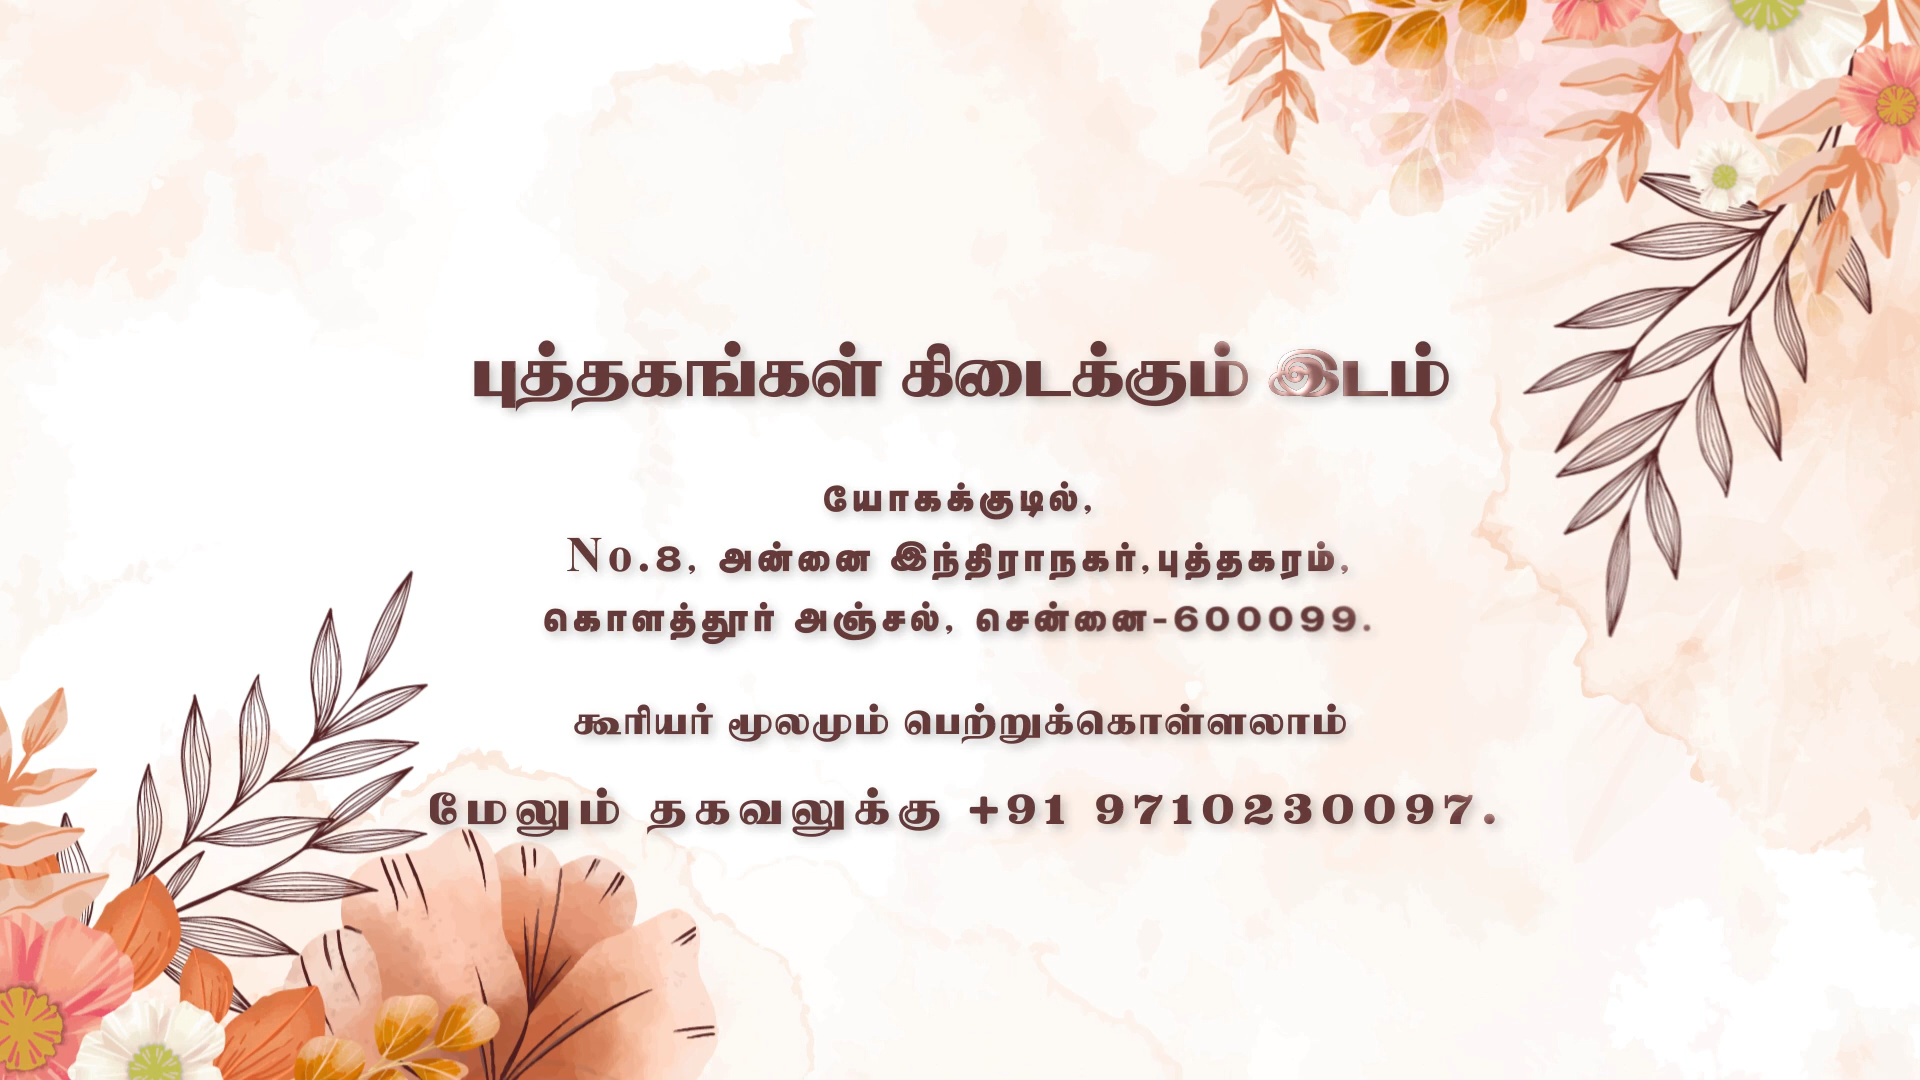 புத்தகங்கள் கிடைக்கும் இடம்
யோகக்குடில்,
No.8, அன்னை இந்திராநகர்,புத்தகரம்,
கொளத்தூர் அஞ்சல், சென்னை-600099.
கூரியர் மூலமும் பெற்றுக்கொள்ளலாம்
மேலும் தகவலுக்கு +91 9710230097.